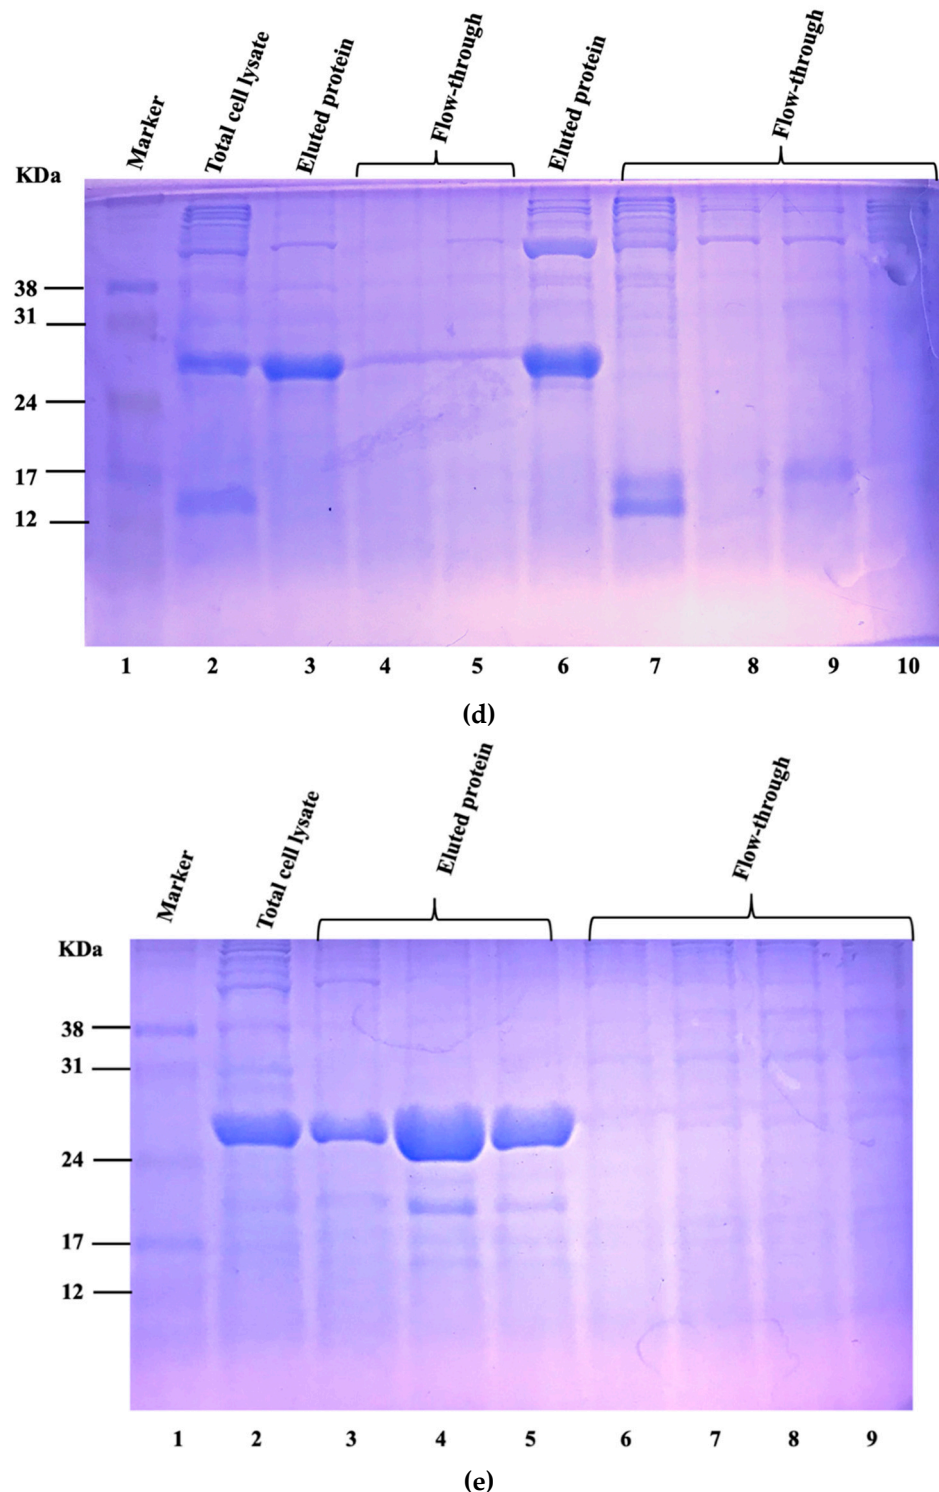 Marker
Total cell lysate
Eluted protein
Flow-through
Eluted protein
Flow-through
KDa
38
31
24
17
12
1 2 3 4 5 6 7 8 9 10
(d)
Marker
Total cell lysate
Eluted protein
Flow-through
KDa
38
31
24
17
12
1 2 3 4 5 6 7 8 9
(e)